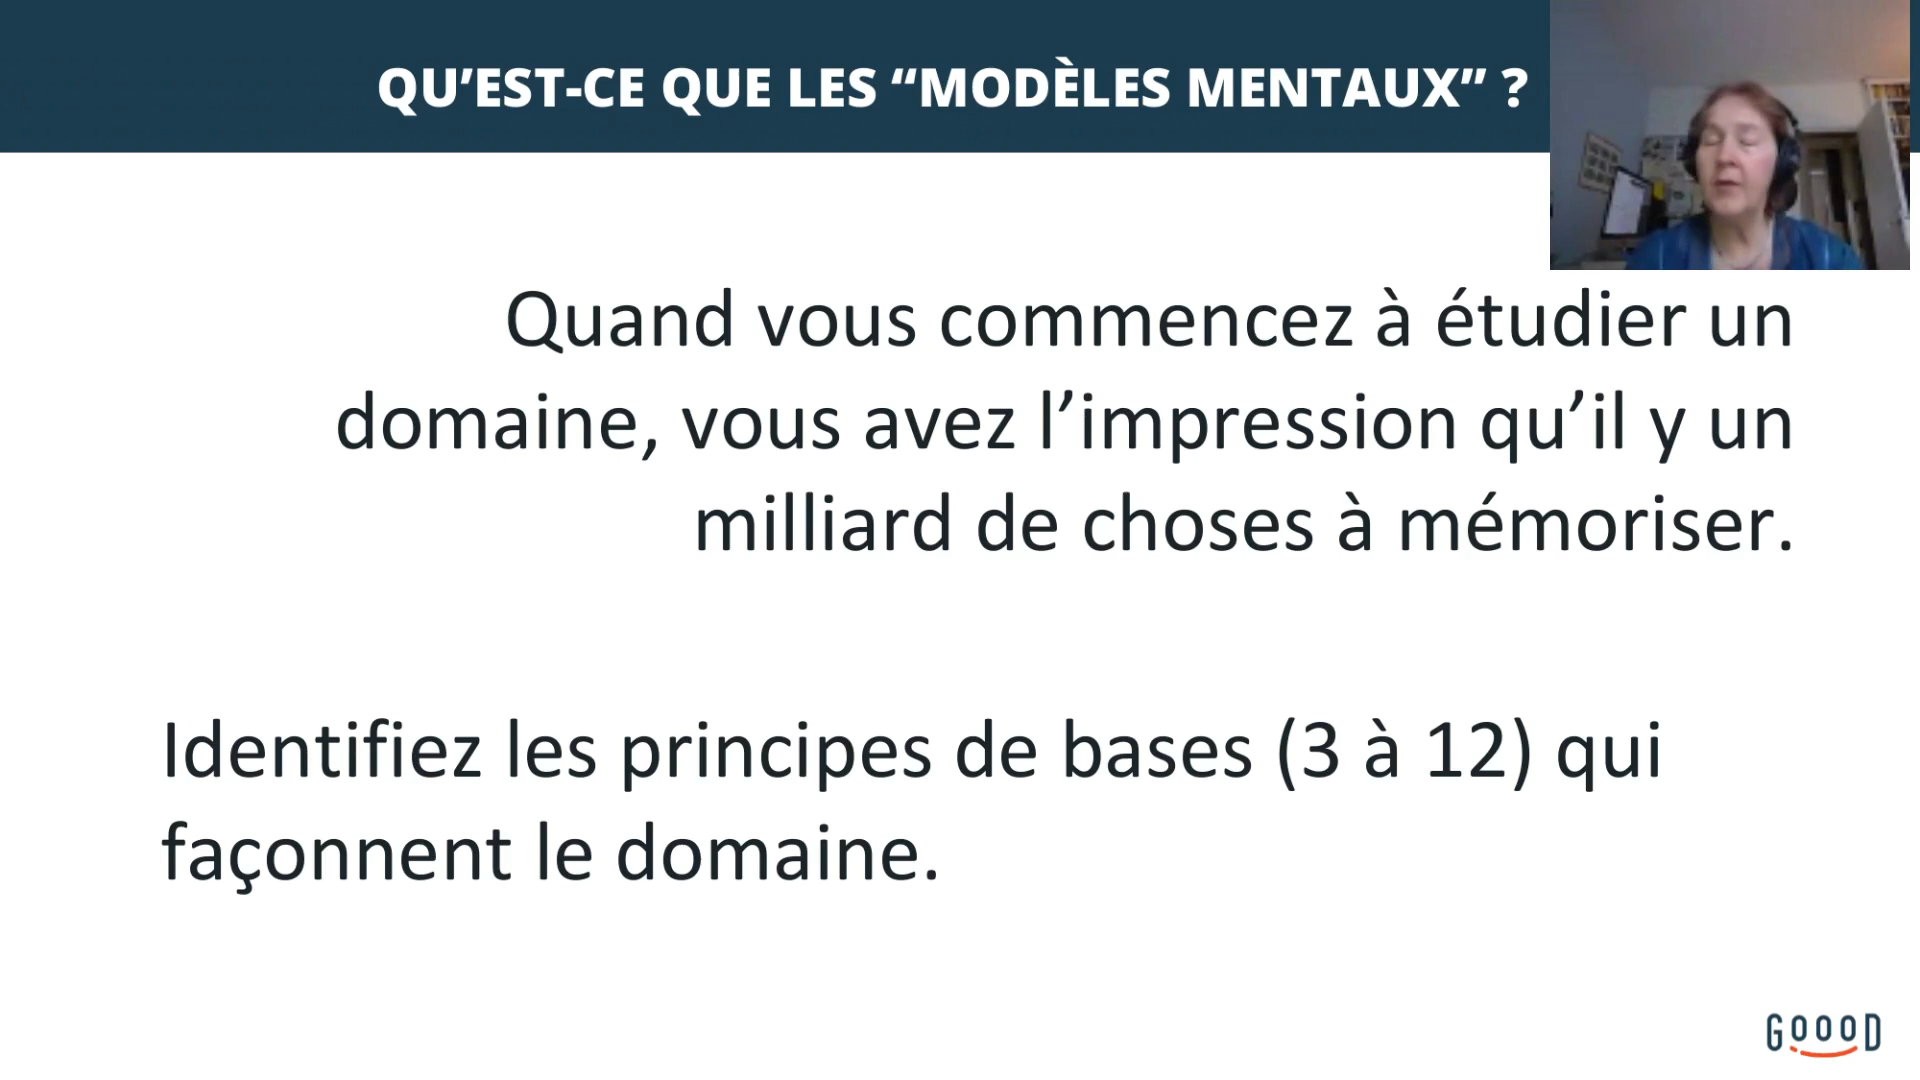 QU’EST-CE QUE LES “MODÈLES MENTAUX” ?
Quand vous commencez à étudier un
domaine, vous avez l’impression qu’il y un
milliard de choses à mémoriser.
Identifiez les principes de bases (3 à 12) qui
façonnent le domaine.
GOOOD